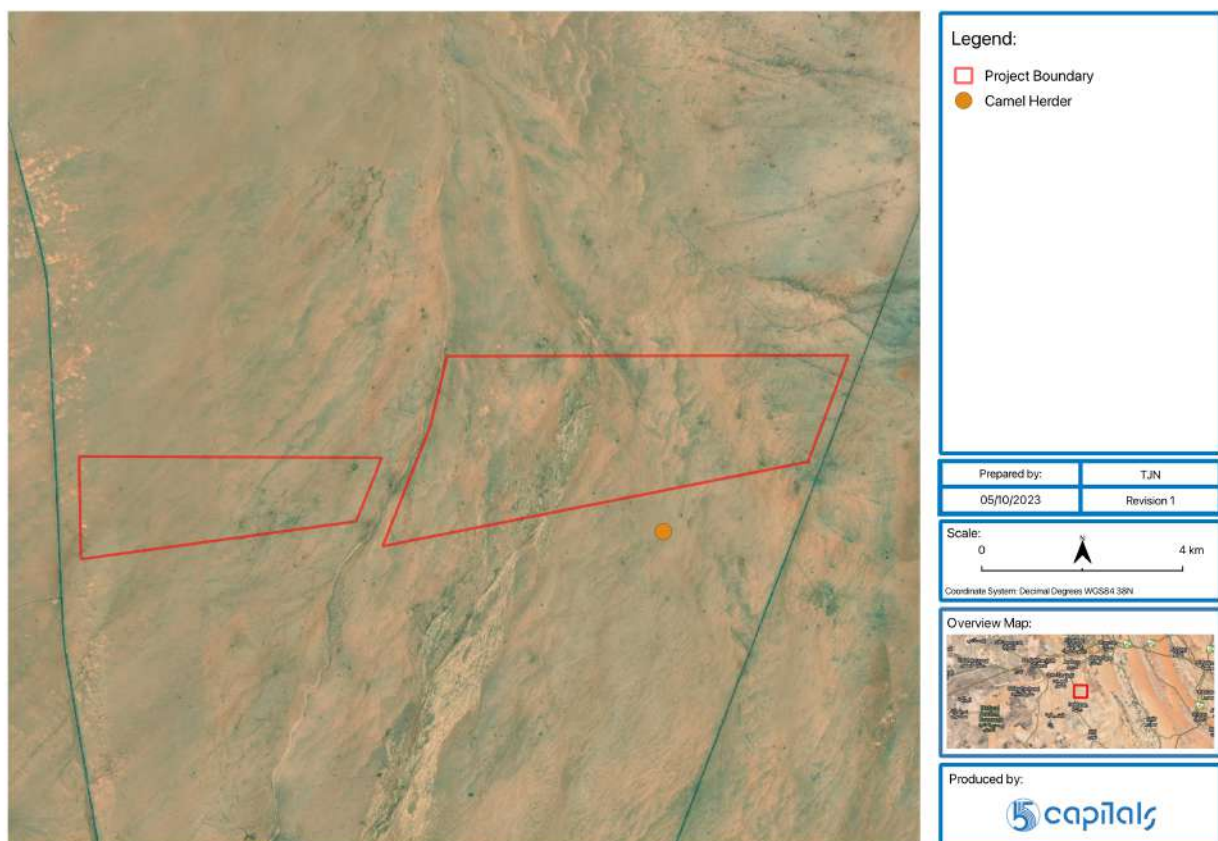 Legend:
Project Boundary
Camel Herder
Prepared by:
TJN
05/10/2023
Revision 1
Scale:
N
0
4 km
Coordinate System: Decimal Degrees WGS84 38N
Overview Map:
Produced by:
5 capitals